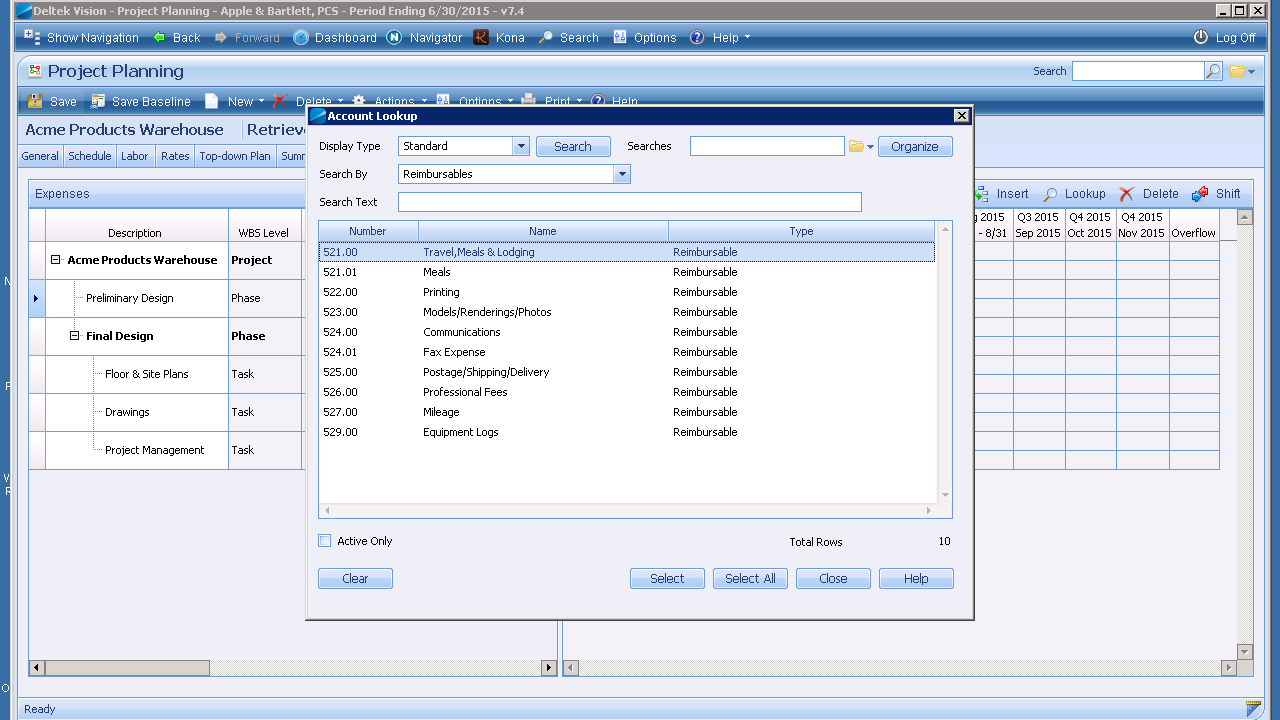 Deltek Vision - Project Planning - Apple & Bartlett, PCS - Period Ending 6/30/2015 - v7.4
Show Navigation Back Forward Dashboard Navigator Kona Search Options Help Log Off
Project Planning Search
Save Save Baseline New Delete Actions Options Print Help
Account Lookup
Acme Products Warehouse Retrieve
General Schedule Labor Rates Top-down Plan Sum
Display Type Standard Search Searches Organize
Search By Reimbursables
Search Text
Expenses Insert Lookup Delete Shift
Description WBS Level
2015 Q3 2015 Q4 2015 Q4 2015
- 8/31 Sep 2015 Oct 2015 Nov 2015 Overflow
Number Name Type
521.00 Travel,Meals & Lodging Reimbursable
521.01 Meals Reimbursable
522.00 Printing Reimbursable
523.00 Models/Renderings/Photos Reimbursable
524.00 Communications Reimbursable
524.01 Fax Expense Reimbursable
525.00 Postage/Shipping/Delivery Reimbursable
526.00 Professional Fees Reimbursable
527.00 Mileage Reimbursable
529.00 Equipment Logs Reimbursable
Acme Products Warehouse Project
Preliminary Design Phase
Final Design Phase
Floor & Site Plans Task
Drawings Task
Project Management Task
Active Only Total Rows 10
Clear Select Select All Close Help
Ready